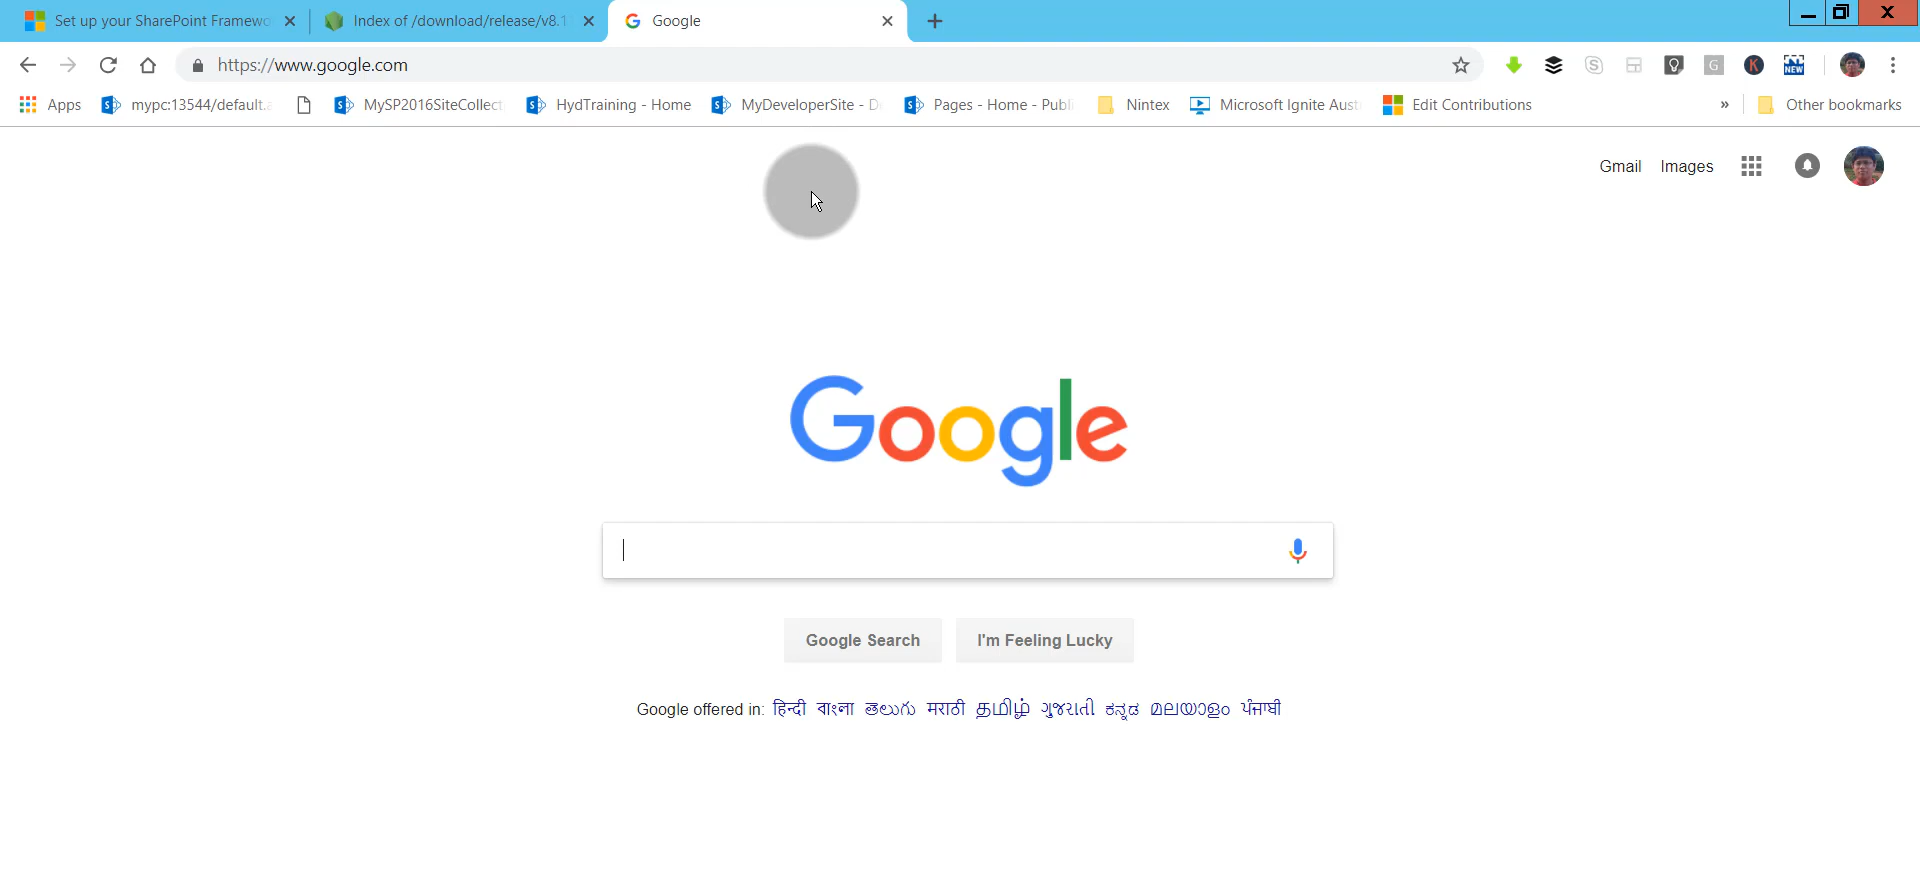 Set up your SharePoint Framewo
Index of /download/release/v8.1
Google
https://www.google.com
Apps
mypc:13544/default.a
MySP2016SiteCollect
HydTraining - Home
MyDeveloperSite - De
Pages - Home - Publi
Nintex
Microsoft Ignite Aust
Edit Contributions
»
Other bookmarks
Gmail Images
Google
Google Search
I'm Feeling Lucky
Google offered in: हिन्दी বাংলা తెలుగు मराठी தமிழ் ગુજરાતી ಕನ್ನಡ മലയാളം ਪੰਜਾਬੀ